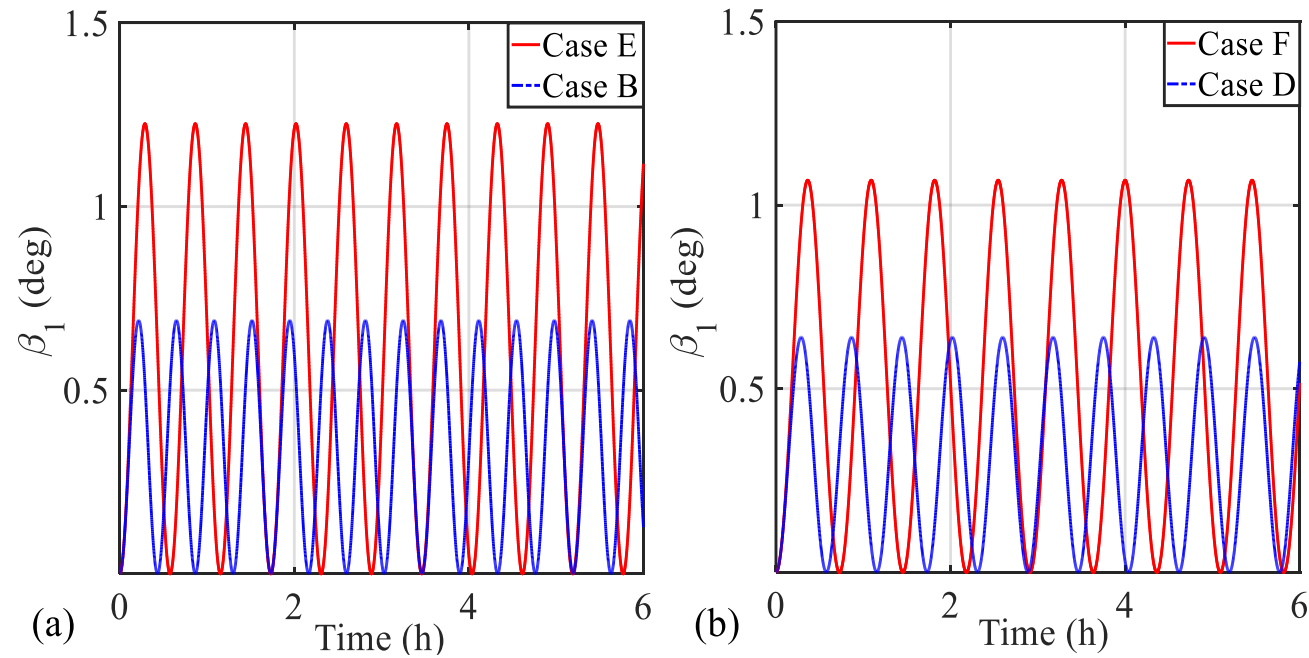 1.5
1
0.5
0
2
4
6
β1 (deg)
Time (h)
Case E
Case B
(a)
1.5
1
0.5
0
2
4
6
β1 (deg)
Time (h)
Case F
Case D
(b)